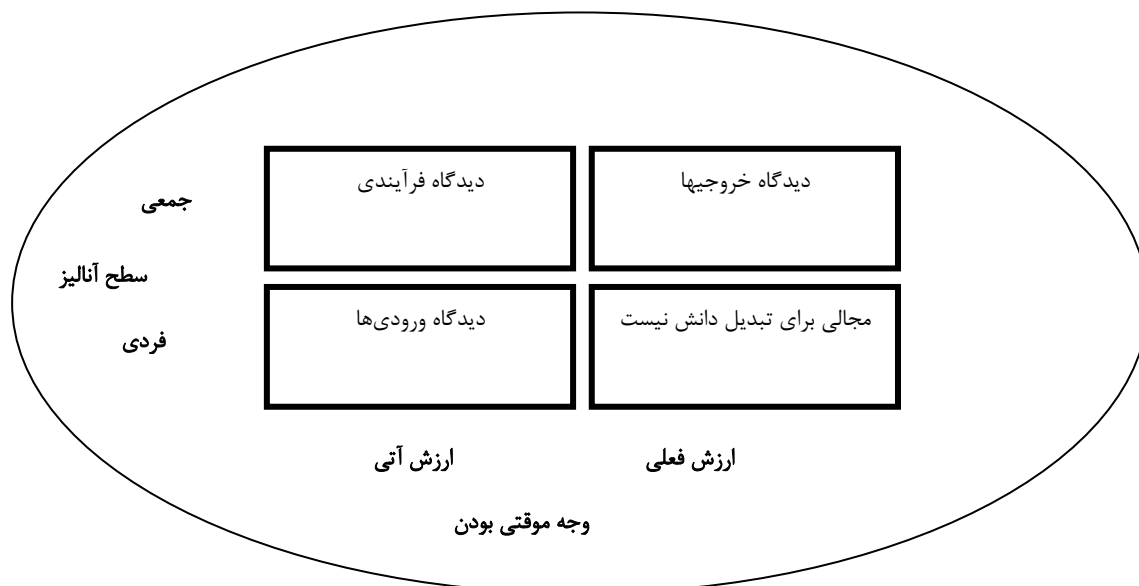 دیدگاه خروجیها
دیدگاه فرآیندی
جمعی
سطح آنالیز
مجالی برای تبدیل دانش نیست
دیدگاه ورودی‌ها
فردی
ارزش فعلی
ارزش آتی
وجه موقتی بودن